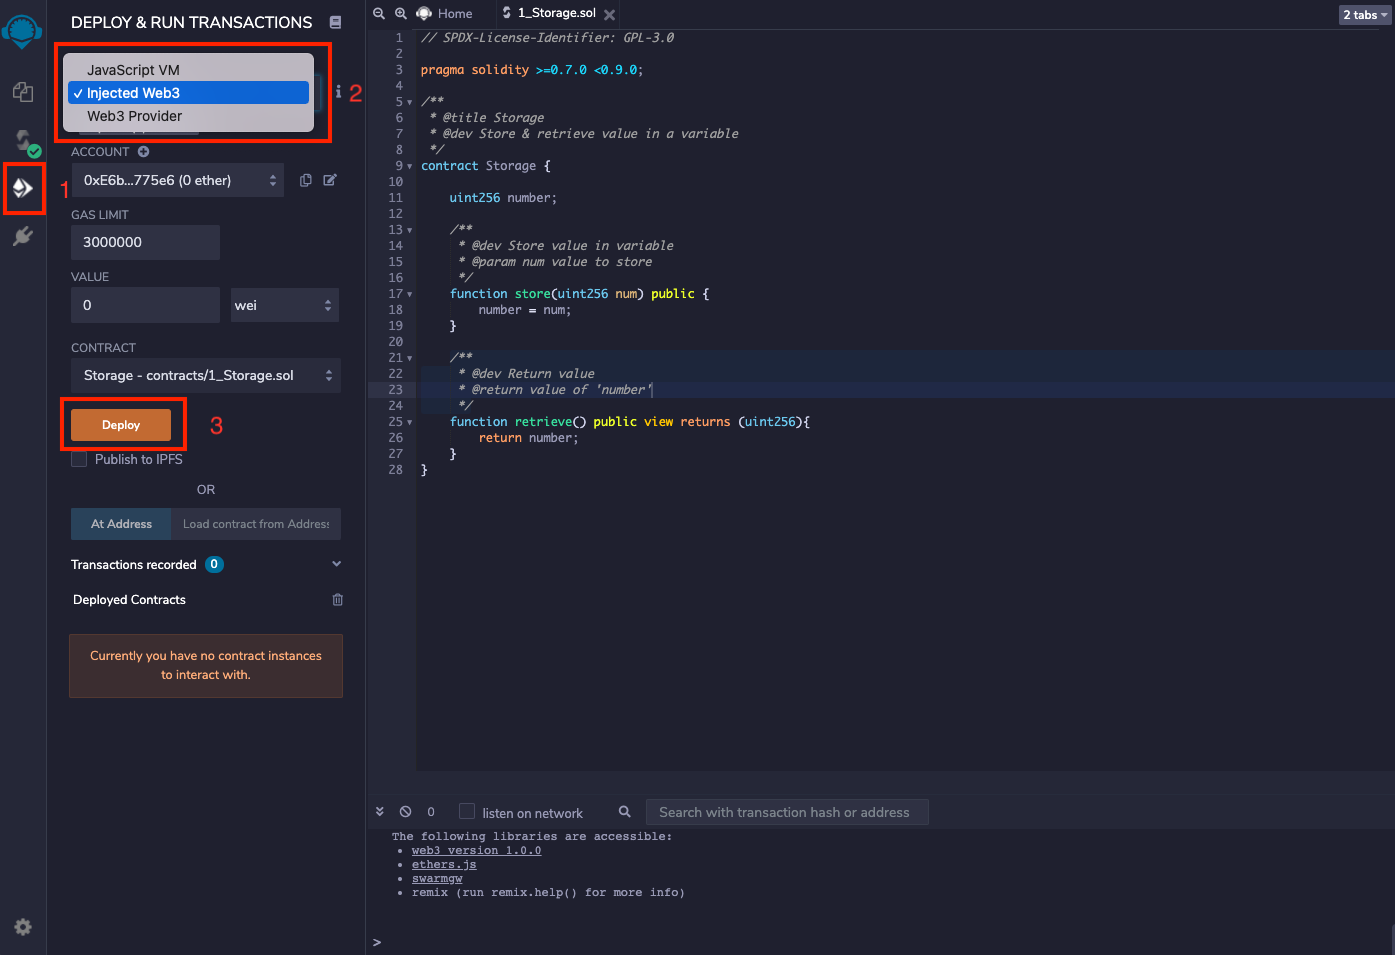 DEPLOY & RUN TRANSACTIONS
JavaScript VM
✓ Injected Web3
Web3 Provider
2
ACCOUNT
0xE6b...775e6 (0 ether)
1
GAS LIMIT
3000000
VALUE
0
wei
CONTRACT
Storage - contracts/1_Storage.sol
Deploy
3
Publish to IPFS
OR
At Address
Load contract from Address
Transactions recorded 0
Deployed Contracts
Currently you have no contract instances
to interact with.
Home
1_Storage.sol
2 tabs
1 // SPDX-License-Identifier: GPL-3.0
2
3 pragma solidity >=0.7.0 <0.9.0;
4
5 /**
6 * @title Storage
7 * @dev Store & retrieve value in a variable
8 */
9 contract Storage {
10
11 uint256 number;
12
13 /**
14 * @dev Store value in variable
15 * @param num value to store
16 */
17 function store(uint256 num) public {
18 number = num;
19 }
20
21 /**
22 * @dev Return value
23 * @return value of 'number'
24 */
25 function retrieve() public view returns (uint256){
26 return number;
27 }
28 }
0
listen on network
Search with transaction hash or address
The following libraries are accessible:
• web3 version 1.0.0
• ethers.js
• swarmgw
• remix (run remix.help() for more info)
>